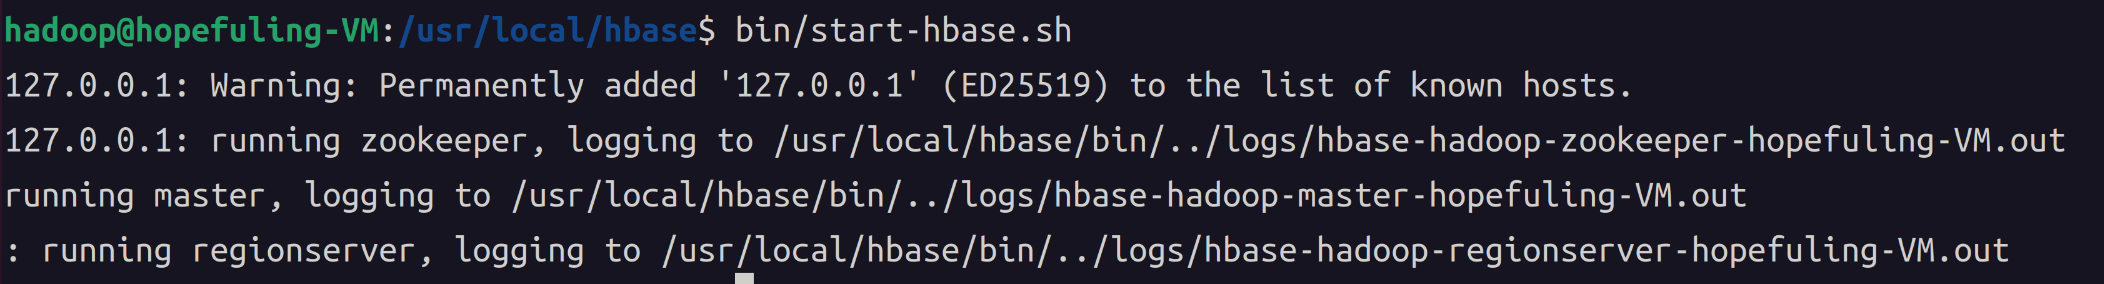 hadoop@hopefuling-VM:/usr/local/hbase$ bin/start-hbase.sh
127.0.0.1: Warning: Permanently added '127.0.0.1' (ED25519) to the list of known hosts.
127.0.0.1: running zookeeper, logging to /usr/local/hbase/bin/../logs/hbase-hadoop-zookeeper-hopefuling-VM.out
running master, logging to /usr/local/hbase/bin/../logs/hbase-hadoop-master-hopefuling-VM.out
: running regionserver, logging to /usr/local/hbase/bin/../logs/hbase-hadoop-regionserver-hopefuling-VM.out